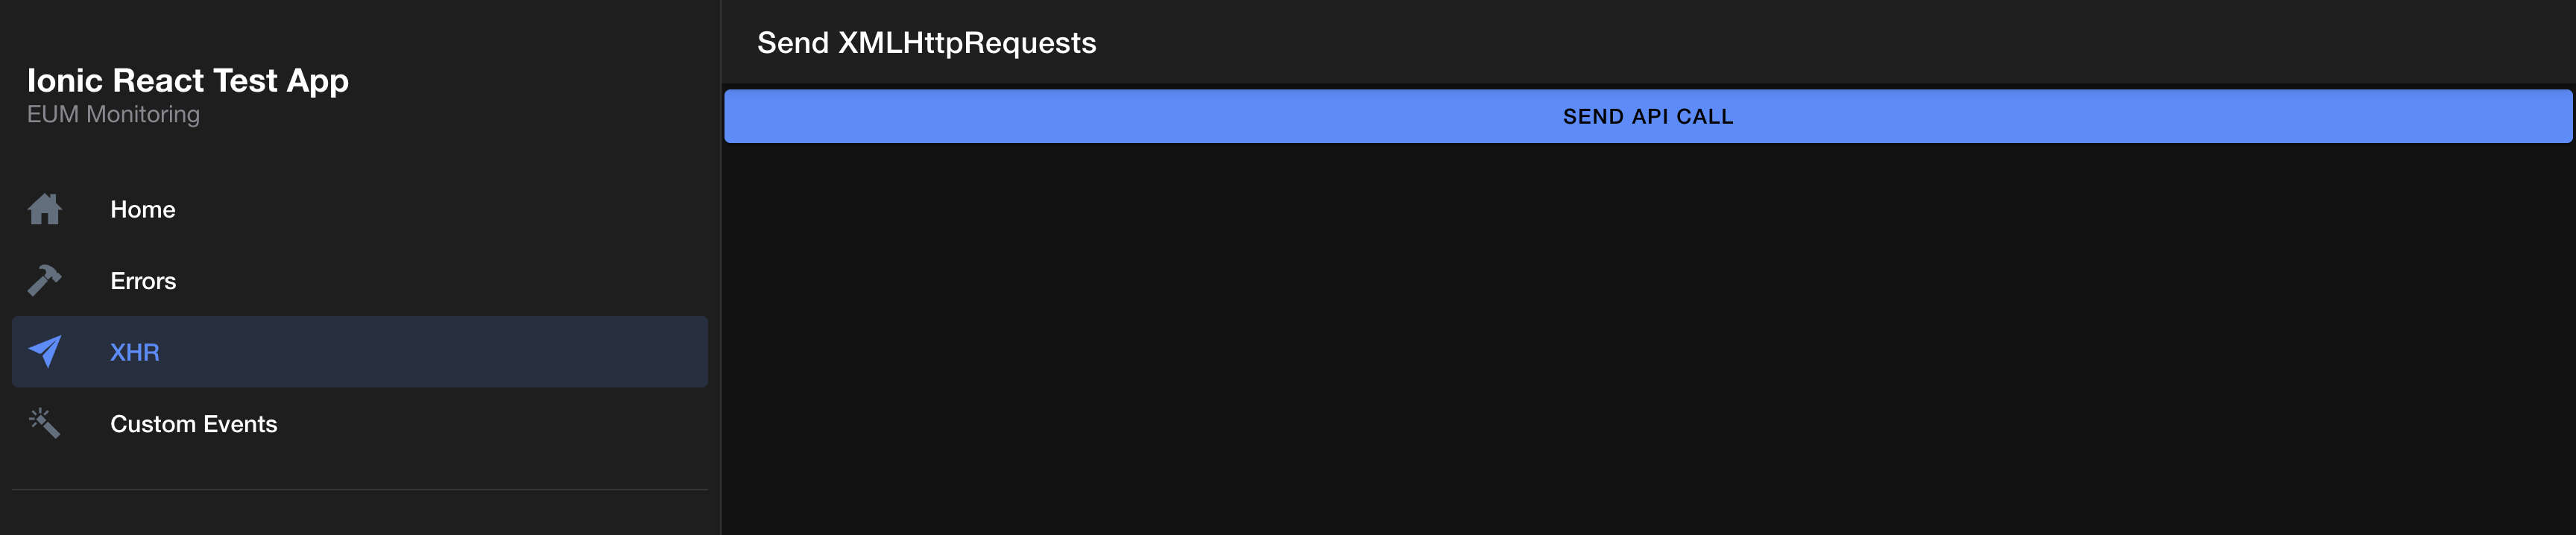 Ionic React Test App
EUM Monitoring
Home
Errors
XHR
Custom Events
Send XMLHttpRequests
SEND API CALL